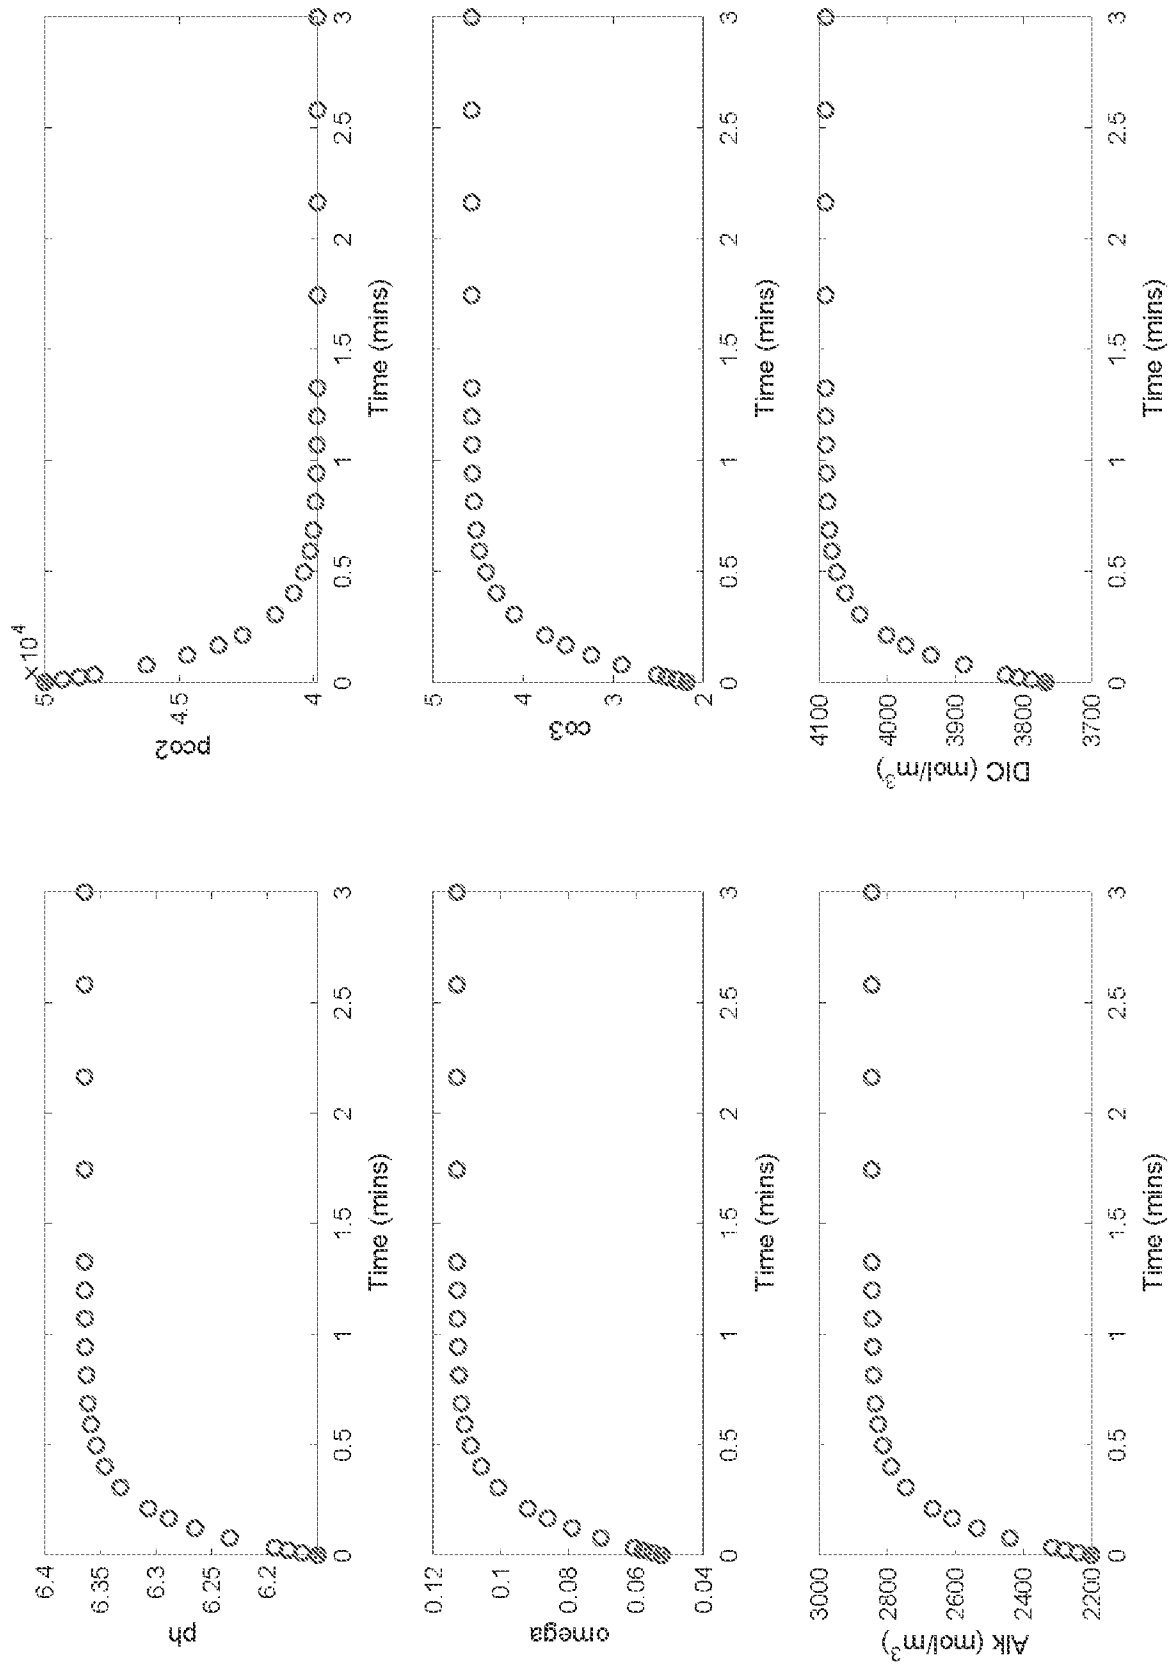 ph
6.4
6.35
6.3
6.25
6.2
0 0.5 1 1.5 2 2.5 3
Time (mins)
pco2
×10⁴
5
4.5
4
0 0.5 1 1.5 2 2.5 3
Time (mins)
omega
0.12
0.1
0.08
0.06
0.04
0 0.5 1 1.5 2 2.5 3
Time (mins)
co3
5
4
3
2
0 0.5 1 1.5 2 2.5 3
Time (mins)
Alk (mol/m³)
3000
2800
2600
2400
2200
0 0.5 1 1.5 2 2.5 3
Time (mins)
DIC (mol/m³)
4100
4000
3900
3800
3700
0 0.5 1 1.5 2 2.5 3
Time (mins)